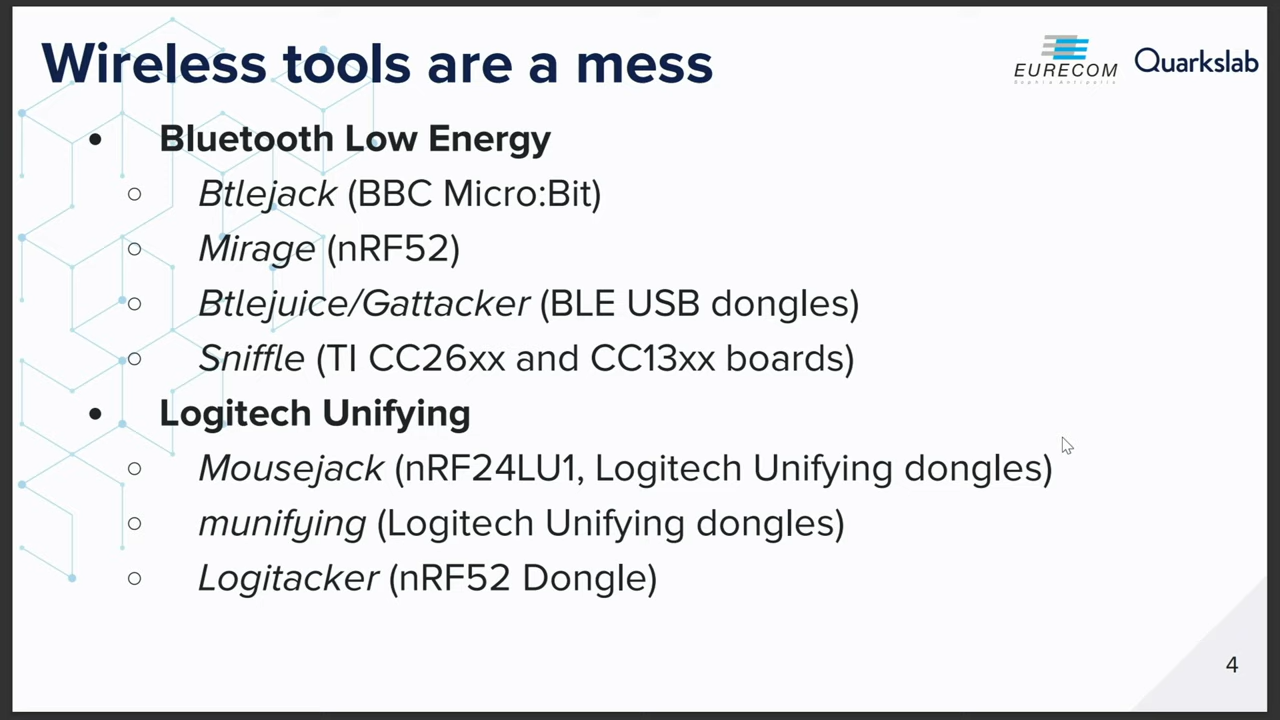 Wireless tools are a mess
EURECOM
Sophia Antipolis
Quarkslab
• Bluetooth Low Energy
○ Btlejack (BBC Micro:Bit)
○ Mirage (nRF52)
○ Btlejuice/Gattacker (BLE USB dongles)
○ Sniffle (TI CC26xx and CC13xx boards)
• Logitech Unifying
○ Mousejack (nRF24LU1, Logitech Unifying dongles)
○ munifying (Logitech Unifying dongles)
○ Logitacker (nRF52 Dongle)
4